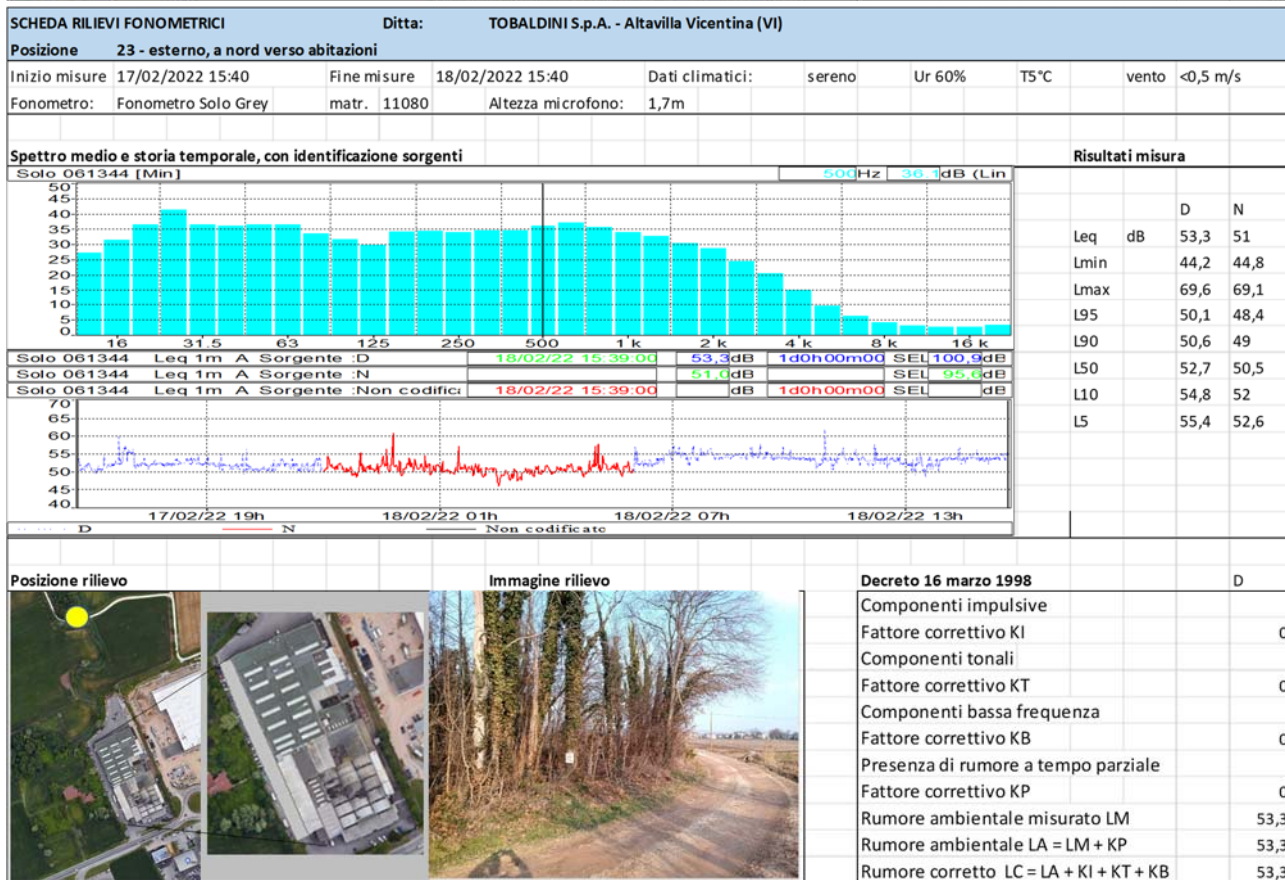 SCHEDA RILIEVI FONOMETRICI Ditta: TOBALDINI S.p.A. - Altavilla Vicentina (VI)
Posizione 23 - esterno, a nord verso abitazioni
Inizio misure 17/02/2022 15:40 Fine misure 18/02/2022 15:40 Dati climatici: sereno Ur 60% T5°C vento <0,5 m/s
Fonometro: Fonometro Solo Grey matr. 11080 Altezza microfono: 1,7m
Spettro medio e storia temporale, con identificazione sorgenti
Solo 061344 [Min] 500Hz 36.1dB (Lin
50
45
40
35
30
25
20
15
10
5
0
16 31.5 63 125 250 500 1 k 2 k 4 k 8 k 16 k
Solo 061344 Leq 1m A Sorgente :D 18/02/22 15:39:00 53,3dB 1d0h00m00 SEL 100,9dB
Solo 061344 Leq 1m A Sorgente :N 51,0dB SEL 95,6dB
Solo 061344 Leq 1m A Sorgente :Non codifica 18/02/22 15:39:00 dB 1d0h00m00 SEL dB
70
65
60
55
50
45
40
17/02/22 19h 18/02/22 01h 18/02/22 07h 18/02/22 13h
D N Non codificato
Risultati misura
D N
Leq dB 53,3 51
Lmin 44,2 44,8
Lmax 69,6 69,1
L95 50,1 48,4
L90 50,6 49
L50 52,7 50,5
L10 54,8 52
L5 55,4 52,6
Posizione rilievo
Immagine rilievo
Decreto 16 marzo 1998 D
Componenti impulsive
Fattore correttivo KI 0
Componenti tonali
Fattore correttivo KT 0
Componenti bassa frequenza
Fattore correttivo KB 0
Presenza di rumore a tempo parziale
Fattore correttivo KP 0
Rumore ambientale misurato LM 53,3
Rumore ambientale LA = LM + KP 53,3
Rumore corretto LC = LA + KI + KT + KB 53,3